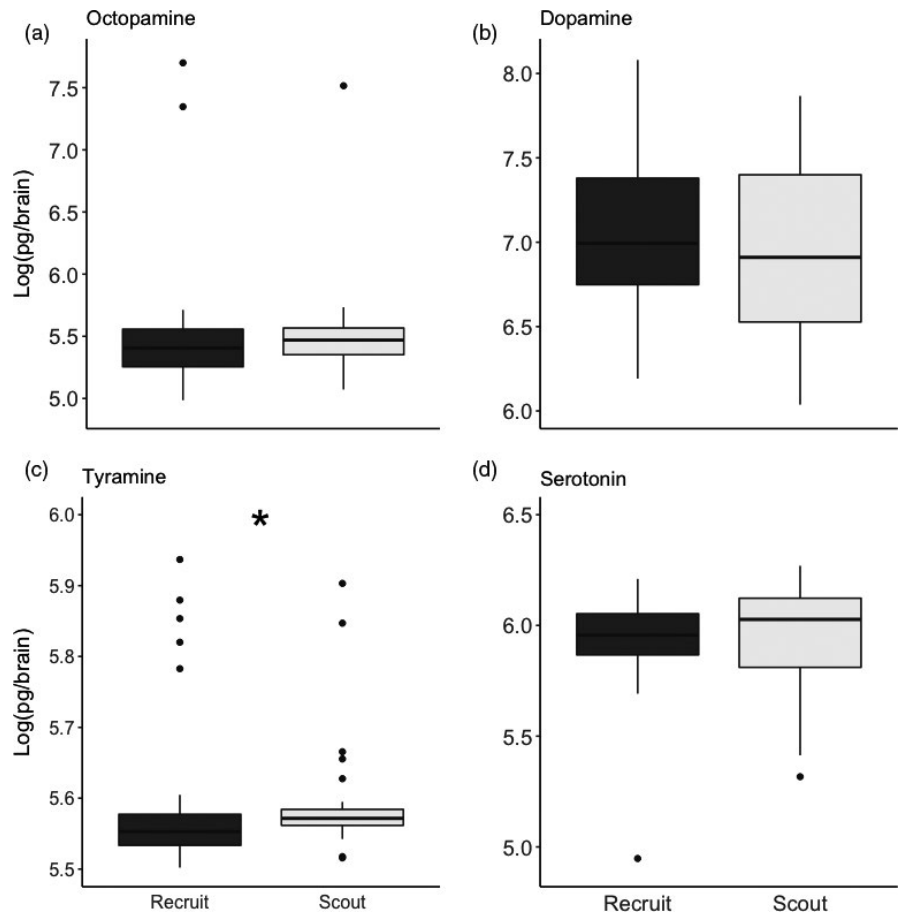 (a)
Octopamine
Log(pg/brain)
7.5
7.0
6.5
6.0
5.5
5.0
(b)
Dopamine
8.0
7.5
7.0
6.5
6.0
(c)
Tyramine
*
Log(pg/brain)
6.0
5.9
5.8
5.7
5.6
5.5
Recruit Scout
(d)
Serotonin
6.5
6.0
5.5
5.0
Recruit Scout